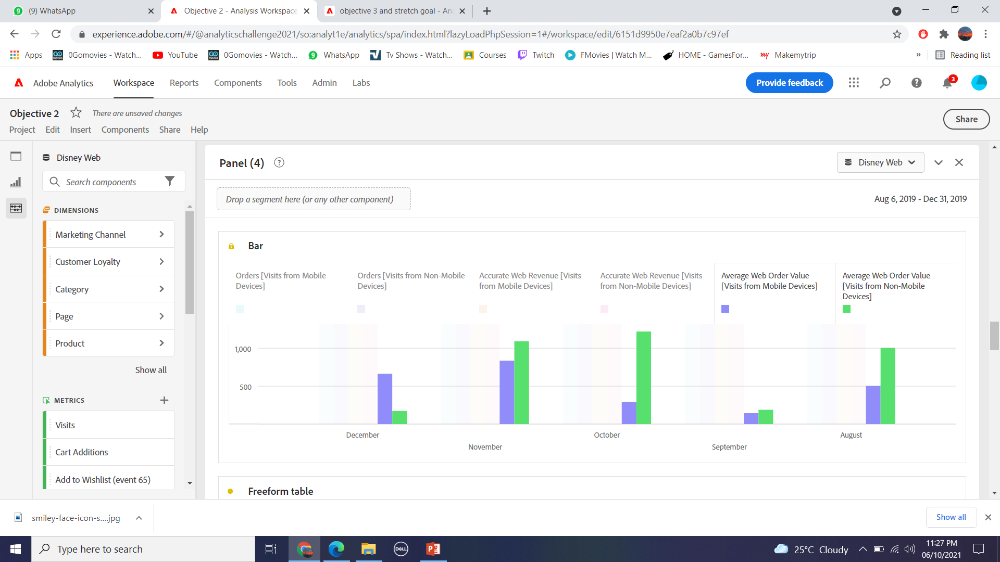 (9) WhatsApp
Objective 2 - Analysis Workspace
objective 3 and stretch goal - An
experience.adobe.com/#/@analyticschallenge2021/so:analyt1e/analytics/spa/index.html?lazyLoadPhpSession=1#/workspace/edit/6151d9950e7eaf2a0b7c97ef
Apps
0Gomovies - Watch...
YouTube
0Gomovies - Watch...
WhatsApp
Tv Shows - Watch...
Courses
Twitch
FMovies | Watch M...
HOME - GamesFor...
my Makemytrip
»
Reading list
Adobe Analytics
Workspace
Reports
Components
Tools
Admin
Labs
Provide feedback
3
Objective 2
There are unsaved changes
Share
Project
Edit
Insert
Components
Share
Help
Disney Web
Search components
DIMENSIONS
Marketing Channel
Customer Loyalty
Category
Page
Product
Show all
METRICS
Visits
Cart Additions
Add to Wishlist (event 65)
Panel (4)
Disney Web
Drop a segment here (or any other component)
Aug 6, 2019 - Dec 31, 2019
Bar
Orders [Visits from Mobile
Devices]
Orders [Visits from Non-Mobile
Devices]
Accurate Web Revenue [Visits
from Mobile Devices]
Accurate Web Revenue [Visits
from Non-Mobile Devices]
Average Web Order Value
[Visits from Mobile Devices]
Average Web Order Value
[Visits from Non-Mobile
Devices]
1,000
500
December
November
October
September
August
Freeform table
smiley-face-icon-s....jpg
Show all
Type here to search
DELL
25°C Cloudy
11:27 PM
06/10/2021